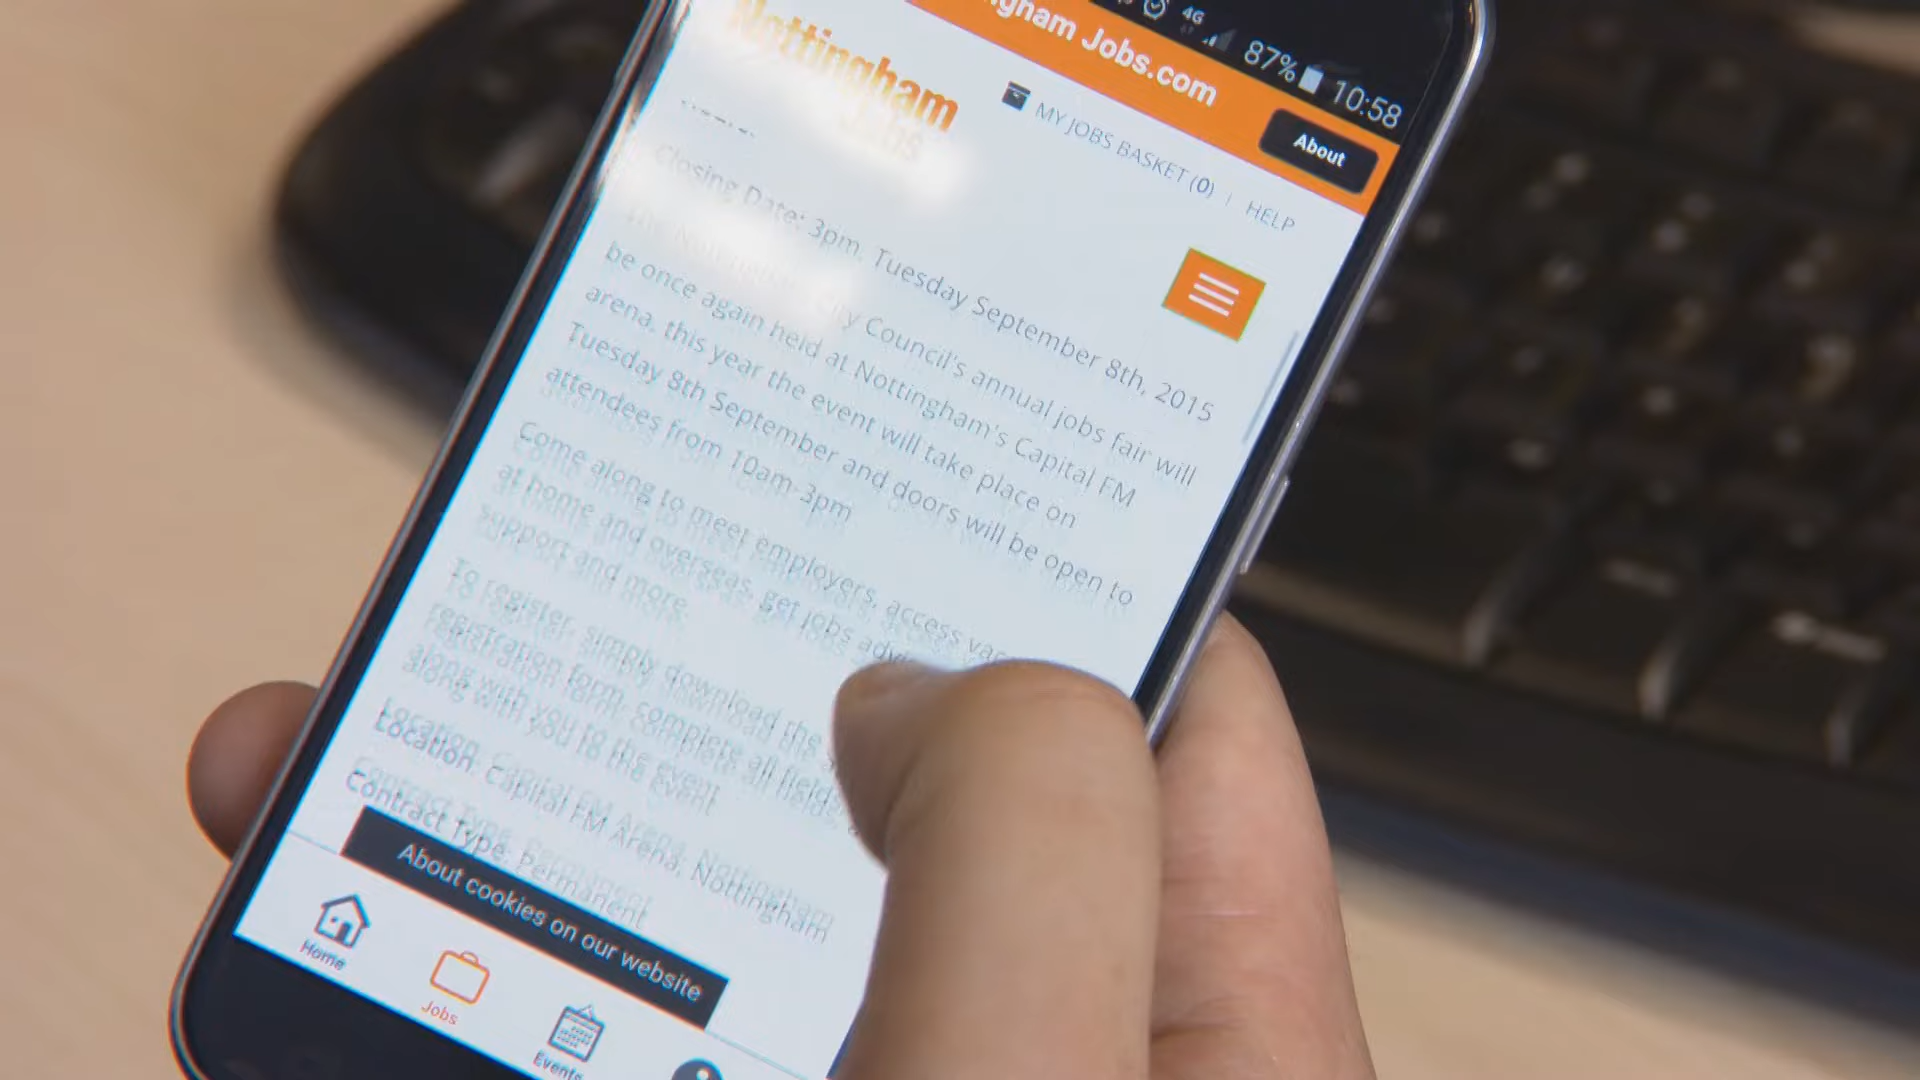 4G 87% 10:58
ngham Jobs.com
About
Nottingham
Jobs
MY JOBS BASKET (0) | HELP
Closing Date: 3pm, Tuesday September 8th, 2015
The Nottingham City Council's annual jobs fair will
be once again held at Nottingham's Capital FM
arena, this year the event will take place on
Tuesday 8th September and doors will be open to
attendees from 10am-3pm
Come along to meet employers, access vac
at home and overseas, get jobs advi
support and more
To register, simply download the
registration form, complete all fields
along with you to the event
Location: Capital FM Arena, Nottingham
Contract Type: Permanent
About cookies on our website
Home
Jobs
Events